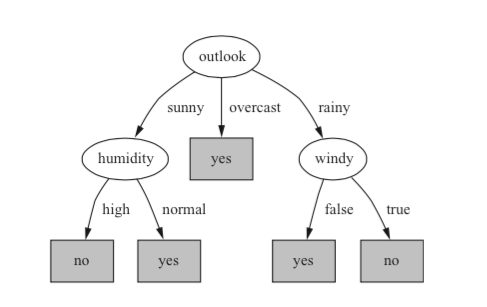 outlook
sunny overcast rainy
humidity yes windy
high normal false true
no yes yes no